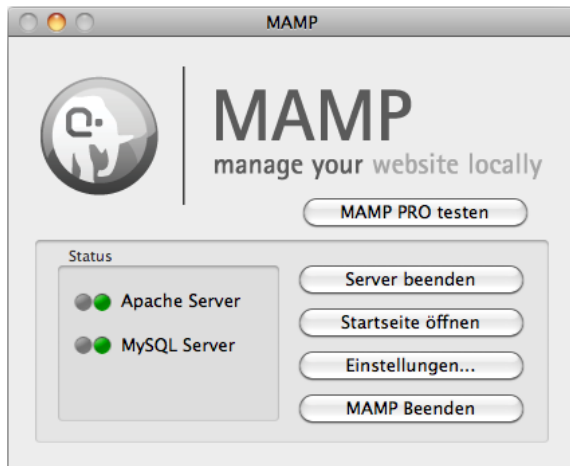 MAMP
MAMP
manage your website locally
MAMP PRO testen
Status
Apache Server
MySQL Server
Server beenden
Startseite öffnen
Einstellungen...
MAMP Beenden